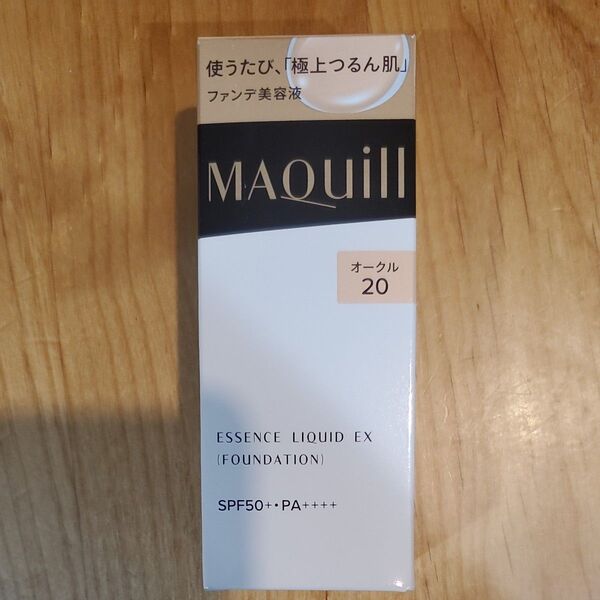 使うたび、「極上つるん肌」
ファンデ美容液
MAQuill
オークル
20
ESSENCE LIQUID EX
(FOUNDATION)
SPF50+・PA++++